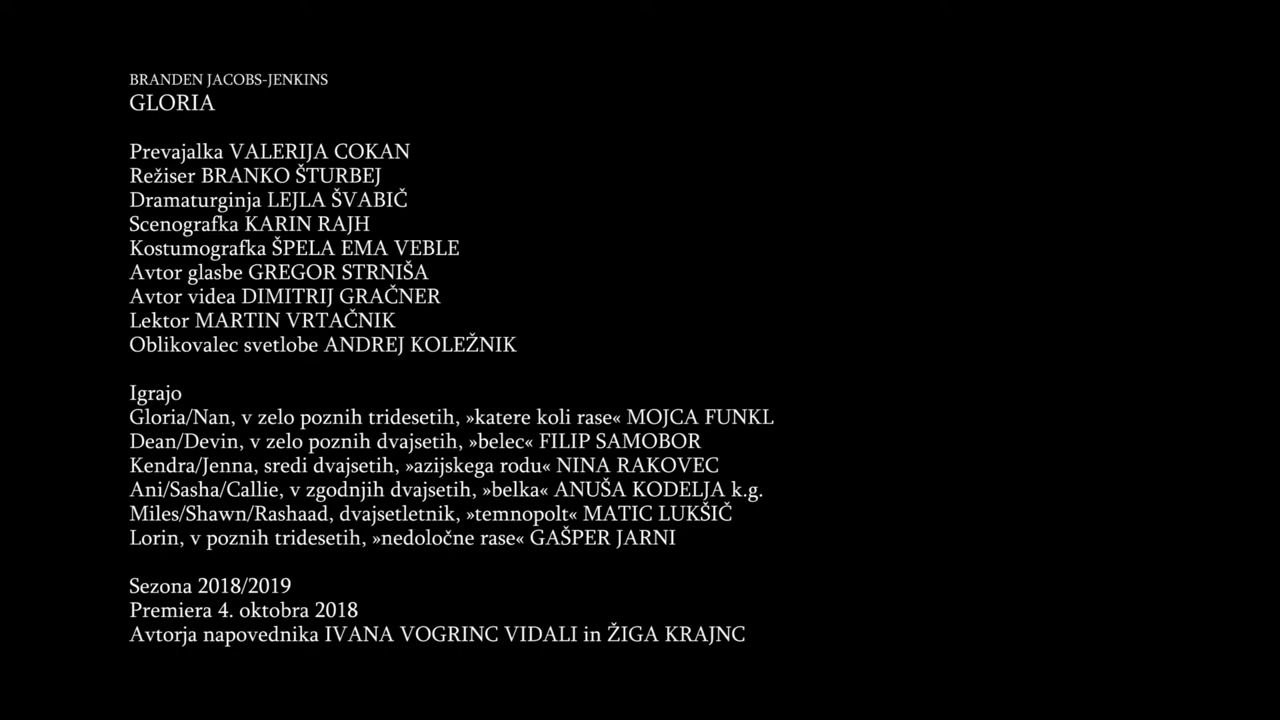 BRANDEN JACOBS-JENKINS
GLORIA
Prevajalka VALERIJA COKAN
Režiser BRANKO ŠTURBEJ
Dramaturginja LEJLA ŠVABIČ
Scenografka KARIN RAJH
Kostumografka ŠPELA EMA VEBLE
Avtor glasbe GREGOR STRNIŠA
Avtor videa DIMITRIJ GRAČNER
Lektor MARTIN VRTAČNIK
Oblikovalec svetlobe ANDREJ KOLEŽNIK
Igrajo
Gloria/Nan, v zelo poznih tridesetih, »katere koli rase« MOJCA FUNKL
Dean/Devin, v zelo poznih dvajsetih, »belec« FILIP SAMOBOR
Kendra/Jenna, sredi dvajsetih, »azijskega rodu« NINA RAKOVEC
Ani/Sasha/Callie, v zgodnjih dvajsetih, »belka« ANUŠA KODELJA k.g.
Miles/Shawn/Rashaad, dvajsetletnik, »temnopolt« MATIC LUKŠIČ
Lorin, v poznih tridesetih, »nedoločne rase« GAŠPER JARNI
Sezona 2018/2019
Premiera 4. oktobra 2018
Avtorja napovednika IVANA VOGRINC VIDALI in ŽIGA KRAJNC